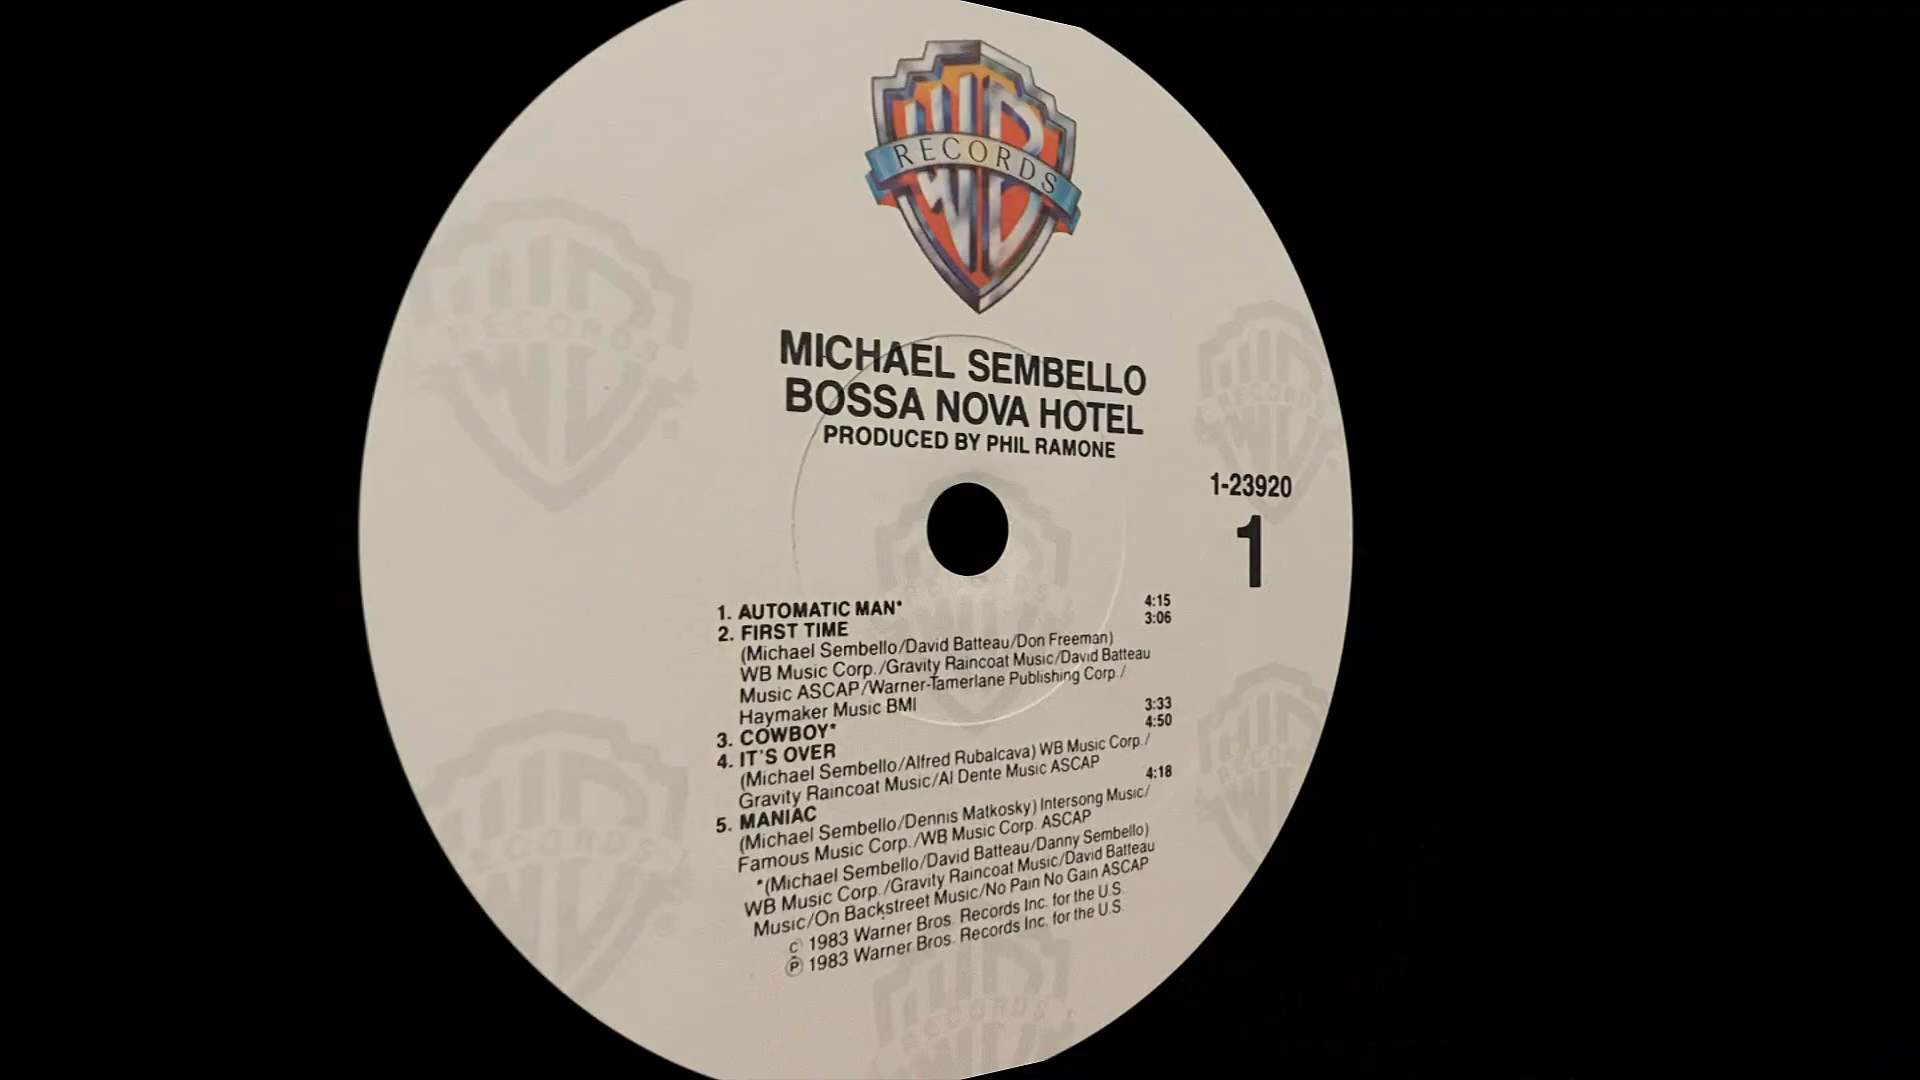 WB
RECORDS
MICHAEL SEMBELLO
BOSSA NOVA HOTEL
PRODUCED BY PHIL RAMONE
1-23920
1
1. AUTOMATIC MAN* 4:15
2. FIRST TIME 3:06
(Michael Sembello/David Batteau/Don Freeman)
WB Music Corp./Gravity Raincoat Music/David Batteau
Music ASCAP/Warner-Tamerlane Publishing Corp./
Haymaker Music BMI
3. COWBOY* 3:33
4. IT'S OVER 4:50
(Michael Sembello/Alfred Rubalcava) WB Music Corp./
Gravity Raincoat Music/Al Dente Music ASCAP
5. MANIAC 4:18
(Michael Sembello/Dennis Matkosky) Intersong Music/
Famous Music Corp./WB Music Corp. ASCAP
*(Michael Sembello/David Batteau/Danny Sembello)
WB Music Corp./Gravity Raincoat Music/David Batteau
Music/On Backstreet Music/No Pain No Gain ASCAP
© 1983 Warner Bros. Records Inc. for the U.S.
℗ 1983 Warner Bros. Records Inc. for the U.S.